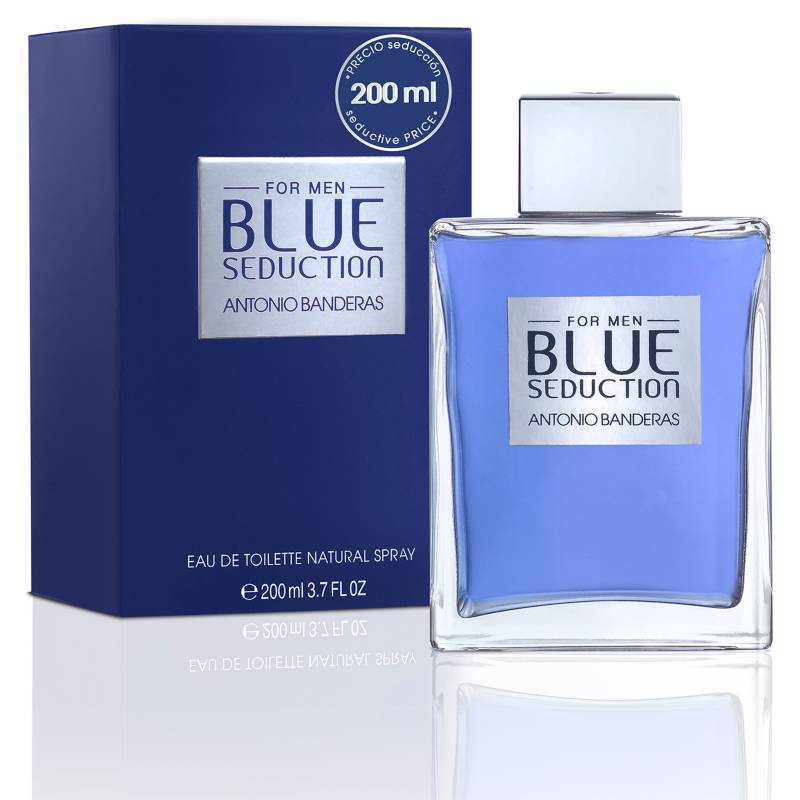 • PRECIO seducción •
200 ml
seductive PRICE
FOR MEN
BLUE
SEDUCTION
ANTONIO BANDERAS
EAU DE TOILETTE NATURAL SPRAY
℮ 200 ml 3.7 FL OZ
FOR MEN
BLUE
SEDUCTION
ANTONIO BANDERAS